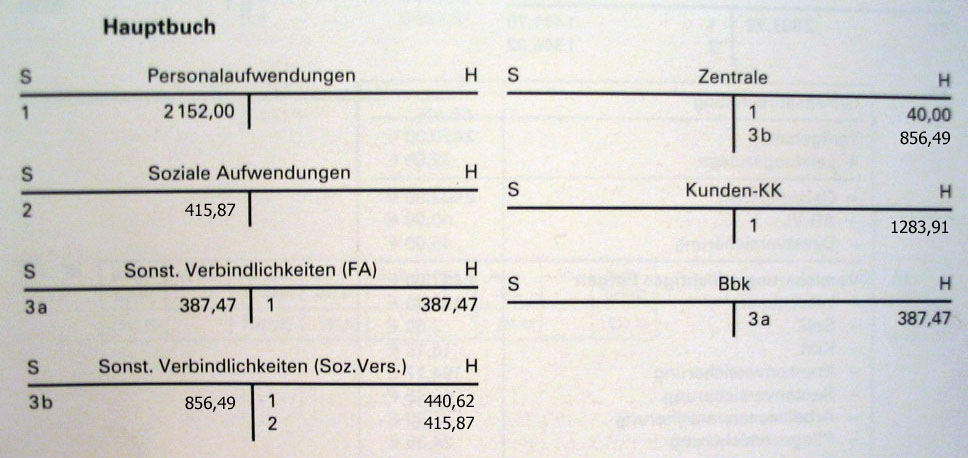 Hauptbuch
S Personalaufwendungen H
1 2 152,00
S Soziale Aufwendungen H
2 415,87
S Sonst. Verbindlichkeiten (FA) H
3a 387,47 1 387,47
S Sonst. Verbindlichkeiten (Soz.Vers.) H
3b 856,49 1 440,62
2 415,87
S Zentrale H
1 40,00
3b 856,49
S Kunden-KK H
1 1283,91
S Bbk H
3a 387,47